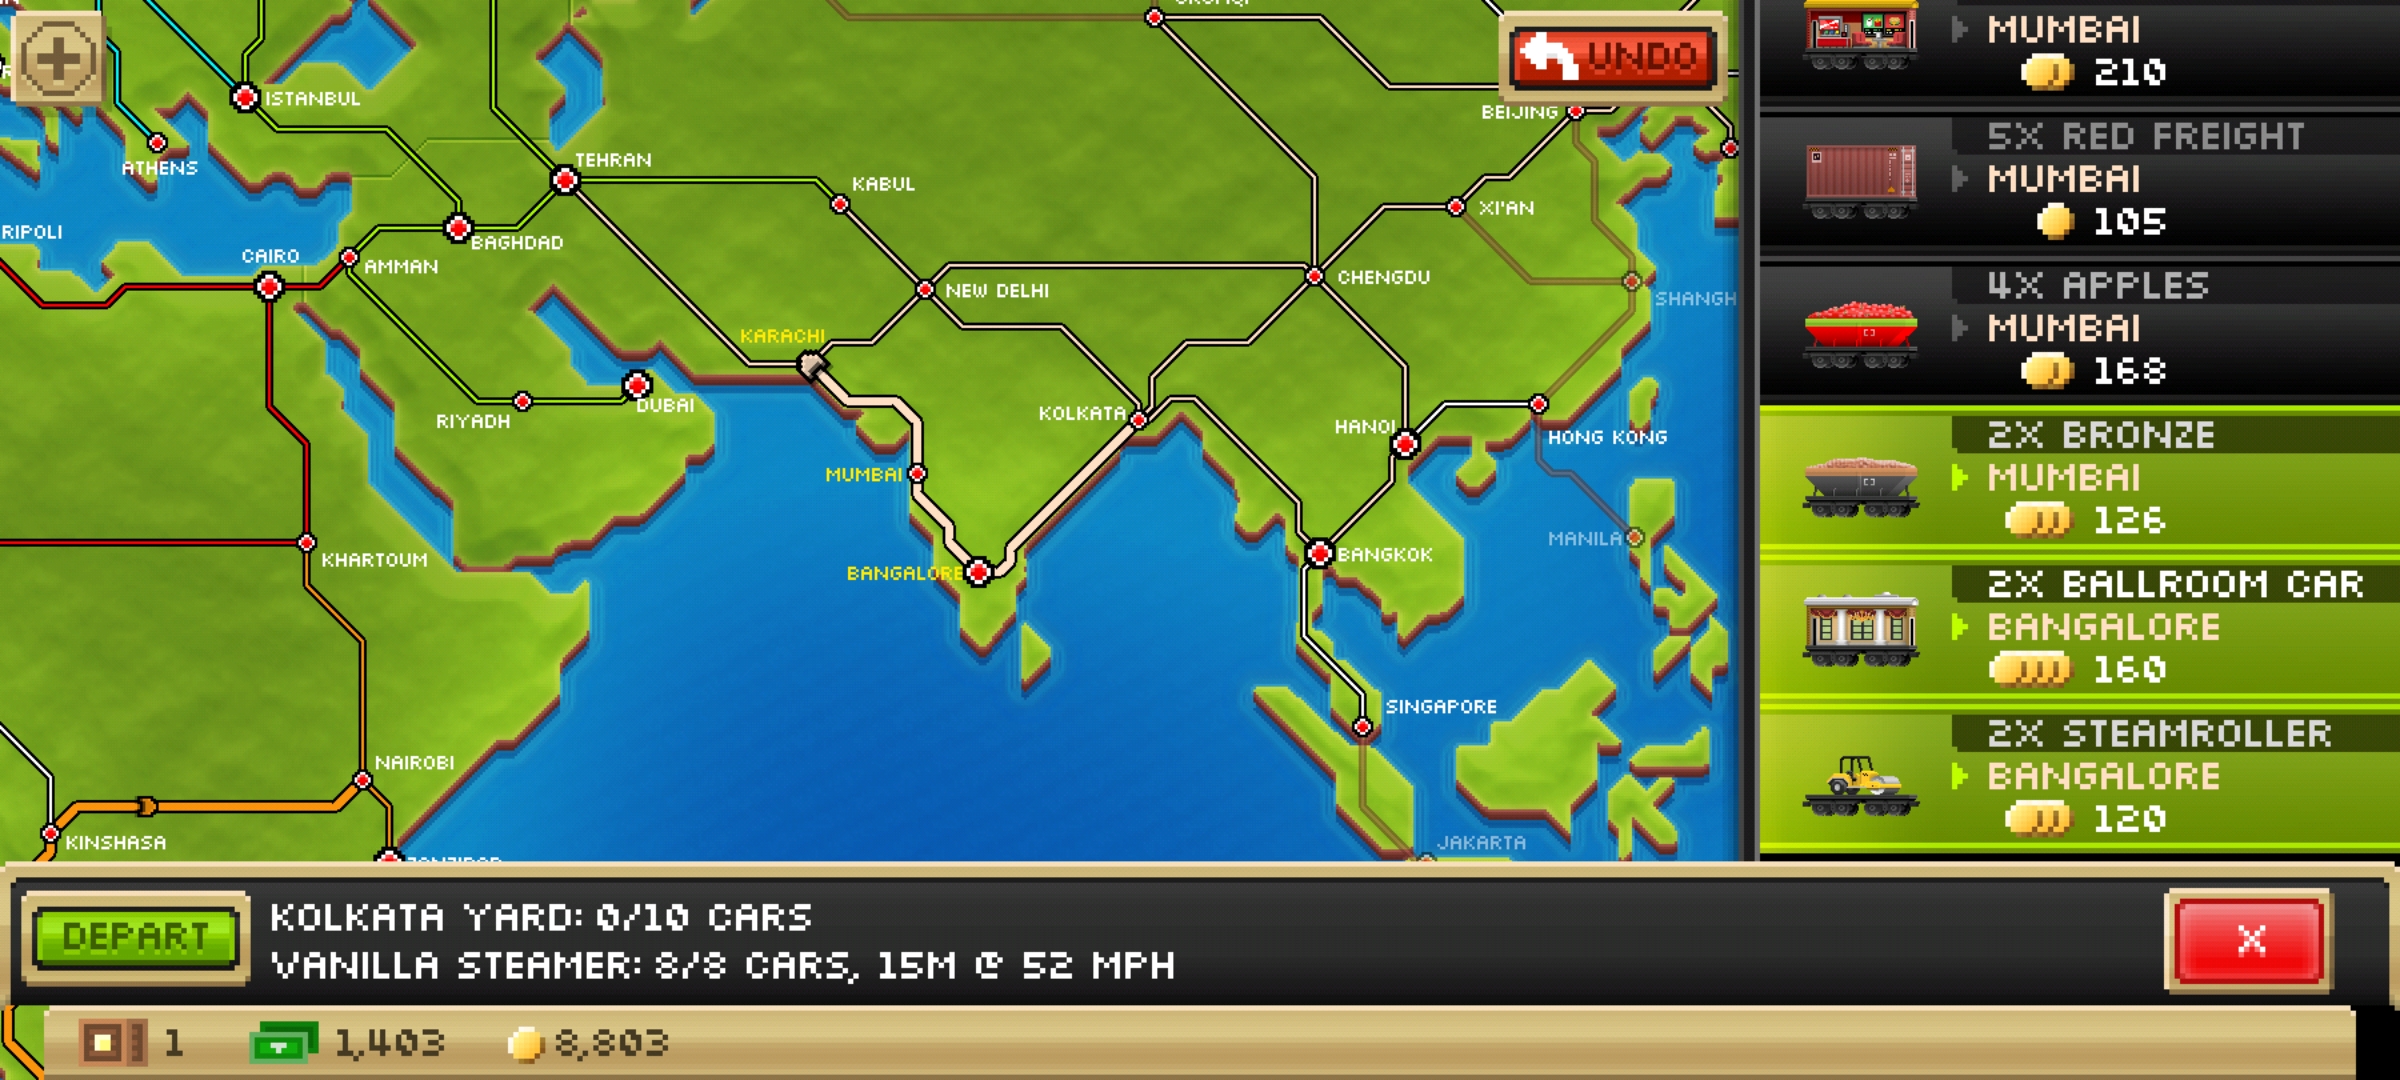 UNDO
ISTANBUL
ATHENS
TEHRAN
KABUL
BEIJING
RIPOLI
CAIRO
BAGHDAD
AMMAN
XI'AN
NEW DELHI
CHENGDU
SHANGH
KARACHI
RIYADH
DUBAI
KOLKATA
HANOI
HONG KONG
MUMBAI
KHARTOUM
BANGALORE
BANGKOK
MANILA
SINGAPORE
NAIROBI
KINSHASA
JAKARTA
MUMBAI
210
5X RED FREIGHT
MUMBAI
105
4X APPLES
MUMBAI
168
2X BRONZE
MUMBAI
126
2X BALLROOM CAR
BANGALORE
160
2X STEAMROLLER
BANGALORE
120
DEPART
KOLKATA YARD: 0/10 CARS
VANILLA STEAMER: 8/8 CARS, 15M @ 52 MPH
X
1
1,403
8,803